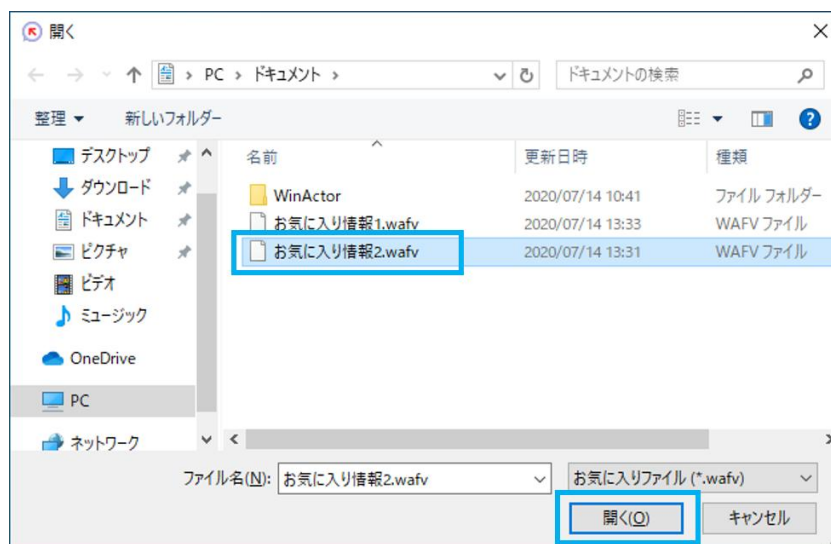 開く
PC › ドキュメント ›
ドキュメントの検索
整理
新しいフォルダー
名前 更新日時 種類
デスクトップ
ダウンロード
ドキュメント
ピクチャ
ビデオ
ミュージック
OneDrive
PC
ネットワーク
WinActor 2020/07/14 10:41 ファイル フォルダー
お気に入り情報1.wafv 2020/07/14 13:33 WAFV ファイル
お気に入り情報2.wafv 2020/07/14 13:31 WAFV ファイル
ファイル名(N): お気に入り情報2.wafv お気に入りファイル (*.wafv)
開く(O) キャンセル